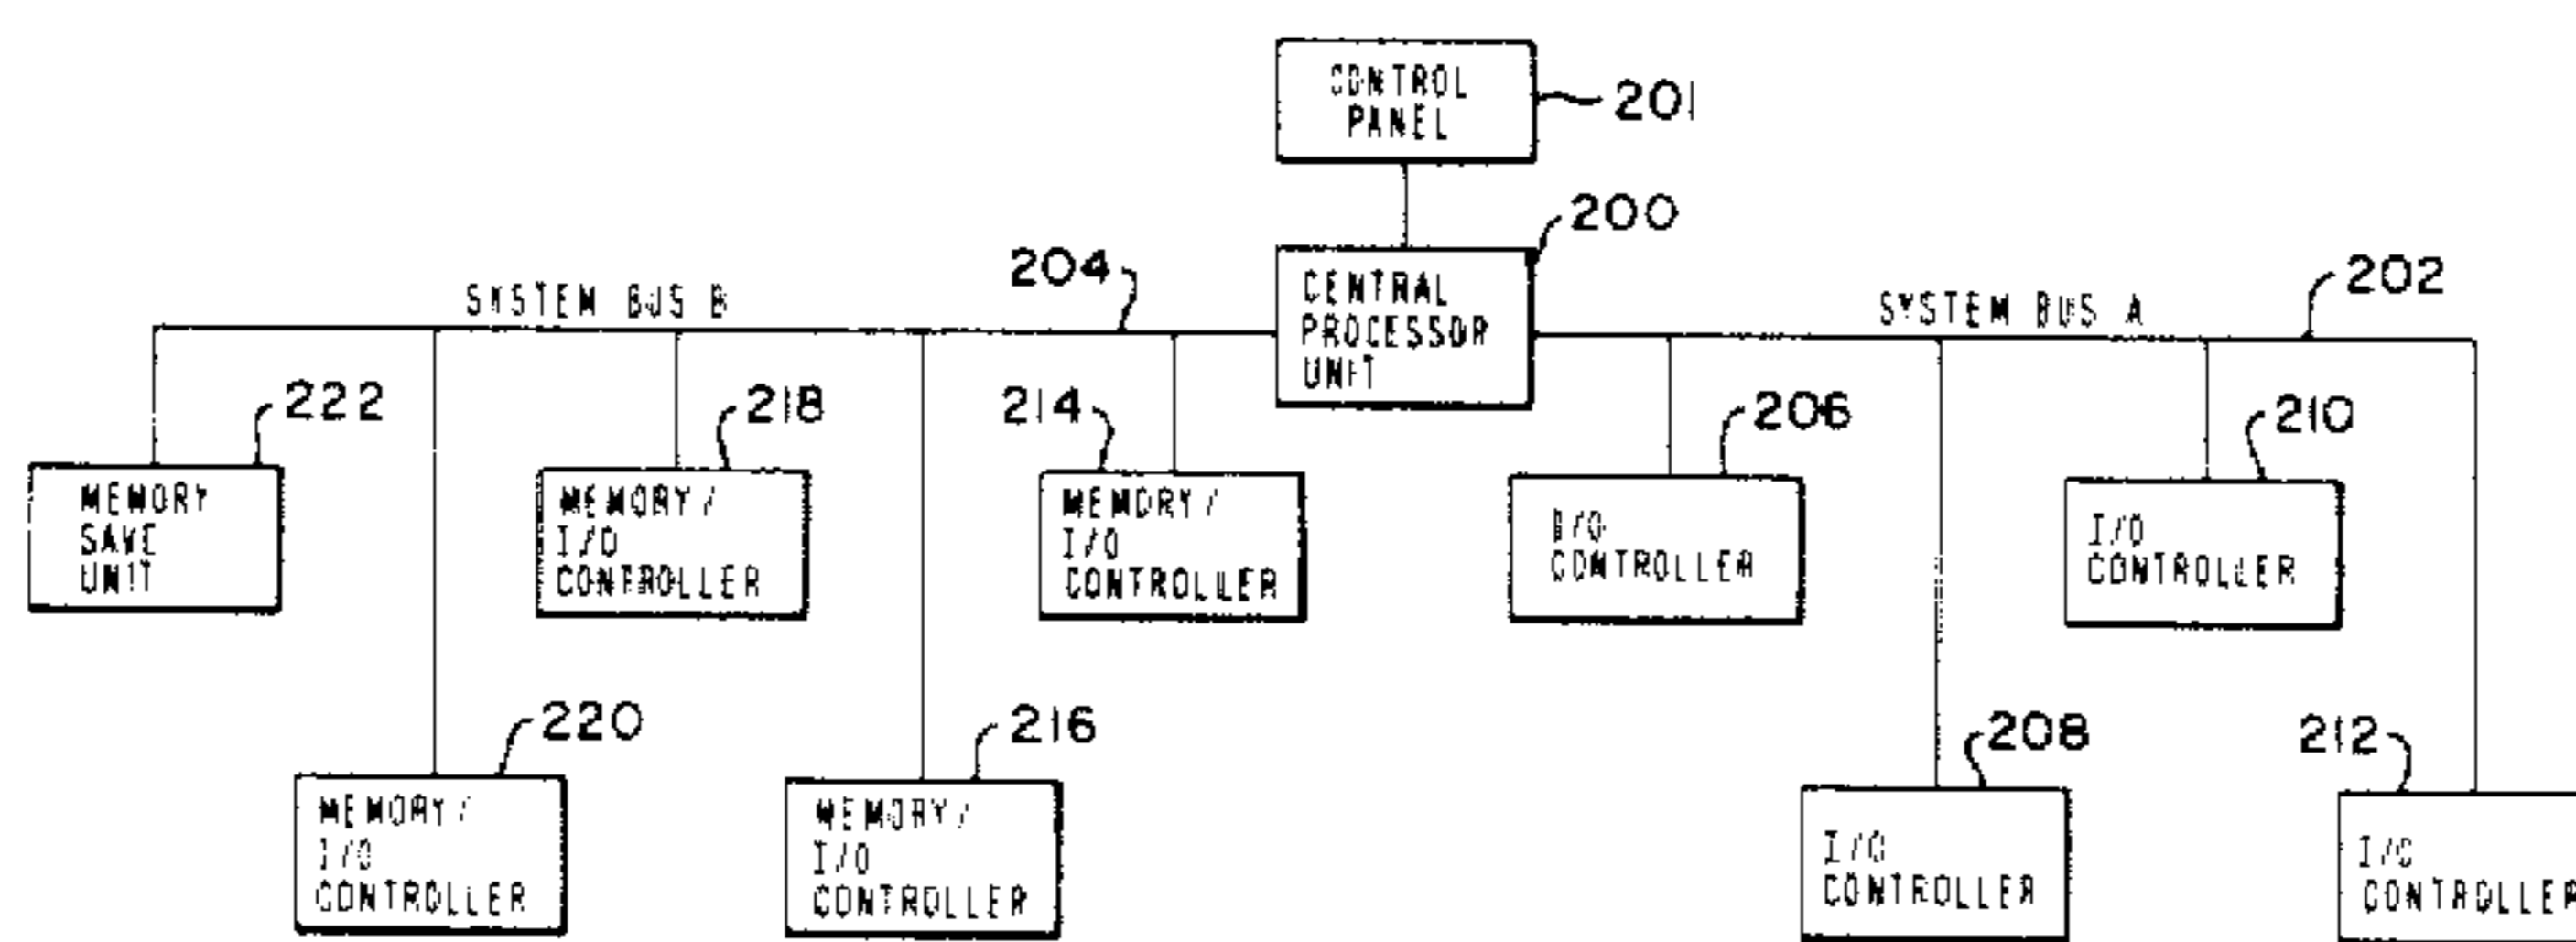 CONTROL
PANEL
201
200
CENTRAL
PROCESSOR
UNIT
204
SYSTEM BUS B
SYSTEM BUS A
202
222
MEMORY
SAVE
UNIT
218
MEMORY/
I/O
CONTROLLER
214
MEMORY/
I/O
CONTROLLER
206
I/O
CONTROLLER
210
I/O
CONTROLLER
220
MEMORY/
I/O
CONTROLLER
216
MEMORY/
I/O
CONTROLLER
208
I/O
CONTROLLER
212
I/O
CONTROLLER